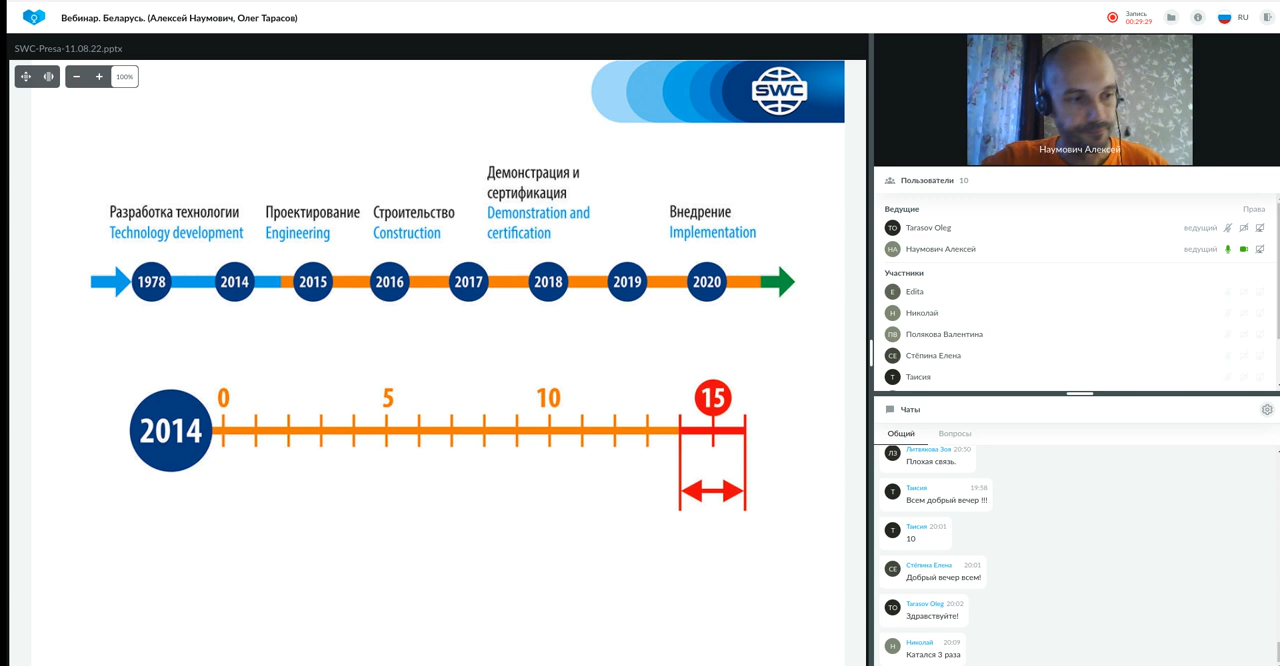 Вебинар. Беларусь. (Алексей Наумович, Олег Тарасов)
Запись
00:29:29
RU
SWC-Presa-11.08.22.pptx
100%
SWC
Разработка технологии
Technology development
Проектирование
Engineering
Строительство
Construction
Демонстрация и
сертификация
Demonstration and
certification
Внедрение
Implementation
1978 2014 2015 2016 2017 2018 2019 2020
0 5 10 15
2014
Наумович Алексей
Пользователи 10
Ведущие Права
TO Tarasov Oleg ведущий
НА Наумович Алексей ведущий
Участники
E Edita
Н Николай
ПВ Полякова Валентина
СЕ Стёпина Елена
Т Таисия
Чаты
Общий Вопросы
ЛЗ Литвякова Зоя 20:50
Плохая связь.
Т Таисия 19:58
Всем добрый вечер !!!
Т Таисия 20:01
10
СЕ Стёпина Елена 20:01
Добрый вечер всем!
TO Tarasov Oleg 20:02
Здравствуйте!
Н Николай 20:09
Катался 3 раза